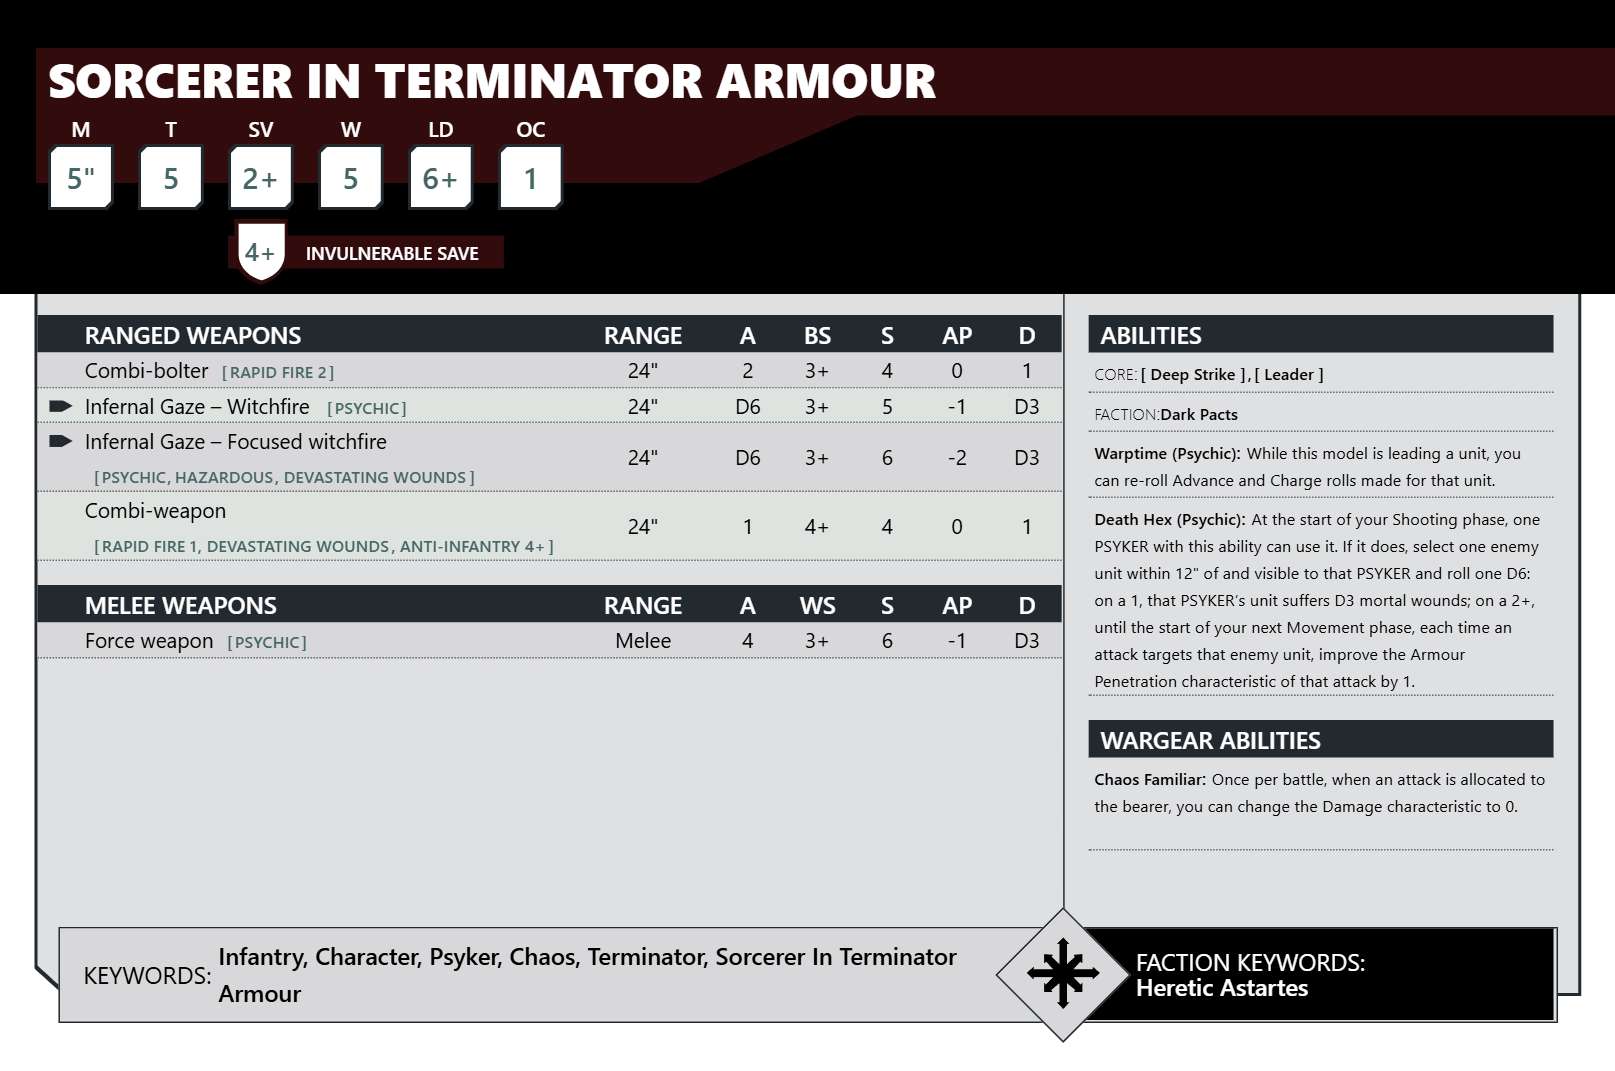 SORCERER IN TERMINATOR ARMOUR
M T SV W LD OC
5" 5 2+ 5 6+ 1
4+ INVULNERABLE SAVE
RANGED WEAPONS RANGE A BS S AP D
Combi-bolter [RAPID FIRE 2] 24" 2 3+ 4 0 1
Infernal Gaze – Witchfire [PSYCHIC] 24" D6 3+ 5 -1 D3
Infernal Gaze – Focused witchfire
[PSYCHIC, HAZARDOUS, DEVASTATING WOUNDS] 24" D6 3+ 6 -2 D3
Combi-weapon
[RAPID FIRE 1, DEVASTATING WOUNDS, ANTI-INFANTRY 4+] 24" 1 4+ 4 0 1
MELEE WEAPONS RANGE A WS S AP D
Force weapon [PSYCHIC] Melee 4 3+ 6 -1 D3
ABILITIES
CORE: [ Deep Strike ], [ Leader ]
FACTION:Dark Pacts
Warptime (Psychic): While this model is leading a unit, you
can re-roll Advance and Charge rolls made for that unit.
Death Hex (Psychic): At the start of your Shooting phase, one
PSYKER with this ability can use it. If it does, select one enemy
unit within 12" of and visible to that PSYKER and roll one D6:
on a 1, that PSYKER’s unit suffers D3 mortal wounds; on a 2+,
until the start of your next Movement phase, each time an
attack targets that enemy unit, improve the Armour
Penetration characteristic of that attack by 1.
WARGEAR ABILITIES
Chaos Familiar: Once per battle, when an attack is allocated to
the bearer, you can change the Damage characteristic to 0.
KEYWORDS: Infantry, Character, Psyker, Chaos, Terminator, Sorcerer In Terminator
Armour
FACTION KEYWORDS:
Heretic Astartes